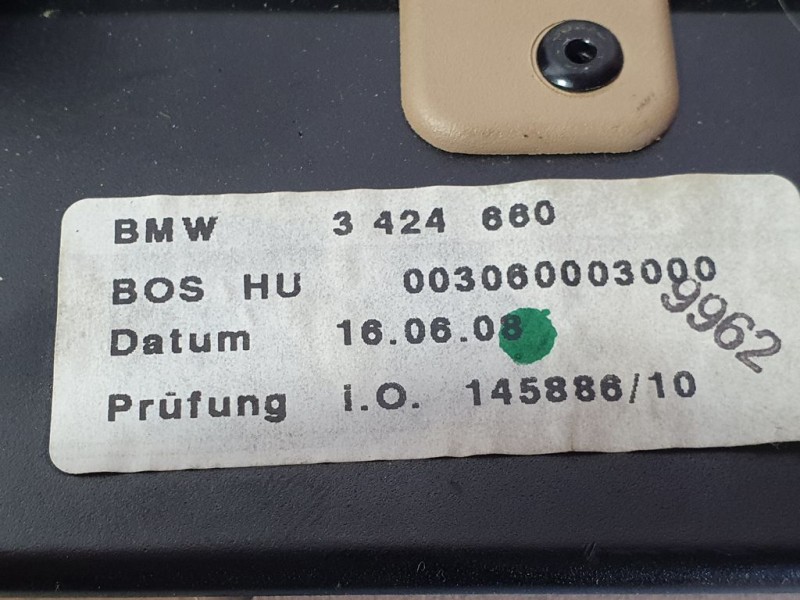 BMW 3 424 660
BOS HU 003060003000
9962
Datum 16.06.08
Prüfung i.O. 145886/10